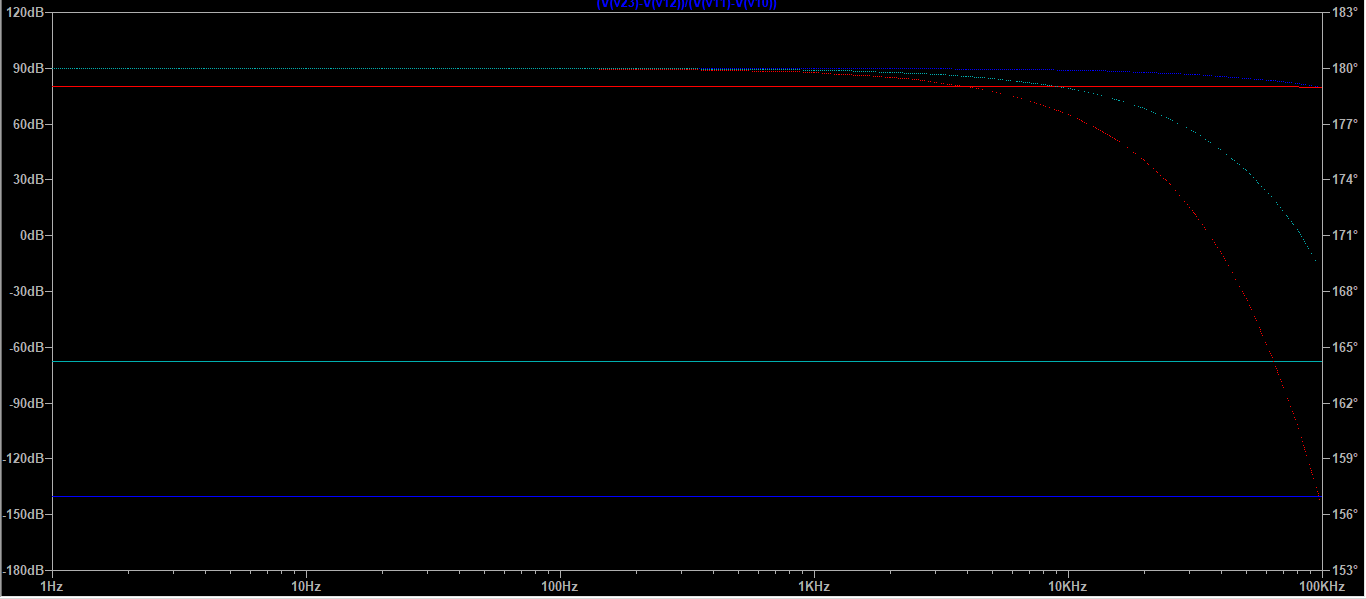 (V(v23)-V(v12))/(V(v11)-V(v10))
120dB 183°
90dB 180°
60dB 177°
30dB 174°
0dB 171°
-30dB 168°
-60dB 165°
-90dB 162°
-120dB 159°
-150dB 156°
-180dB 153°
1Hz 10Hz 100Hz 1KHz 10KHz 100KHz